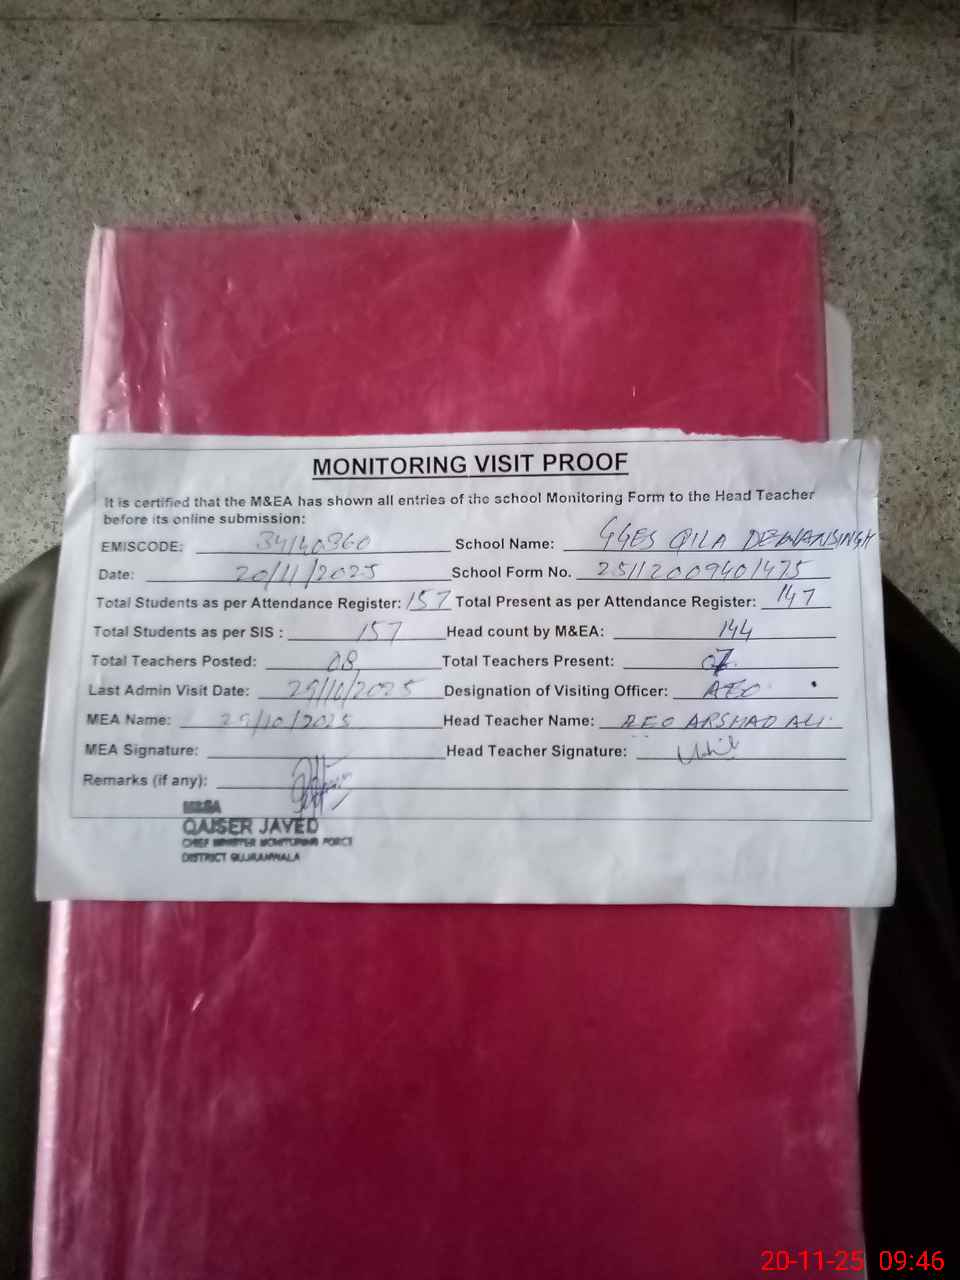 MONITORING VISIT PROOF
It is certified that the M&EA has shown all entries of the school Monitoring Form to the Head Teacher
before its online submission:
EMISCODE: 34140360 School Name: GGES QILA DEWANSINGH
Date: 20/11/2025 School Form No. 25112009401475
Total Students as per Attendance Register: 157 Total Present as per Attendance Register: 147
Total Students as per SIS : 157 Head count by M&EA: 144
Total Teachers Posted: 08 Total Teachers Present: 07
Last Admin Visit Date: 29/10/2025 Designation of Visiting Officer: AEO
MEA Name: 29/10/2025 Head Teacher Name: AEO ARSHAD ALI
MEA Signature: Head Teacher Signature:
Remarks (if any):
M&EA
QAISER JAVED
CHIEF MINISTER MONITORING FORCE
DISTRICT GUJRANWALA
20-11-25 09:46